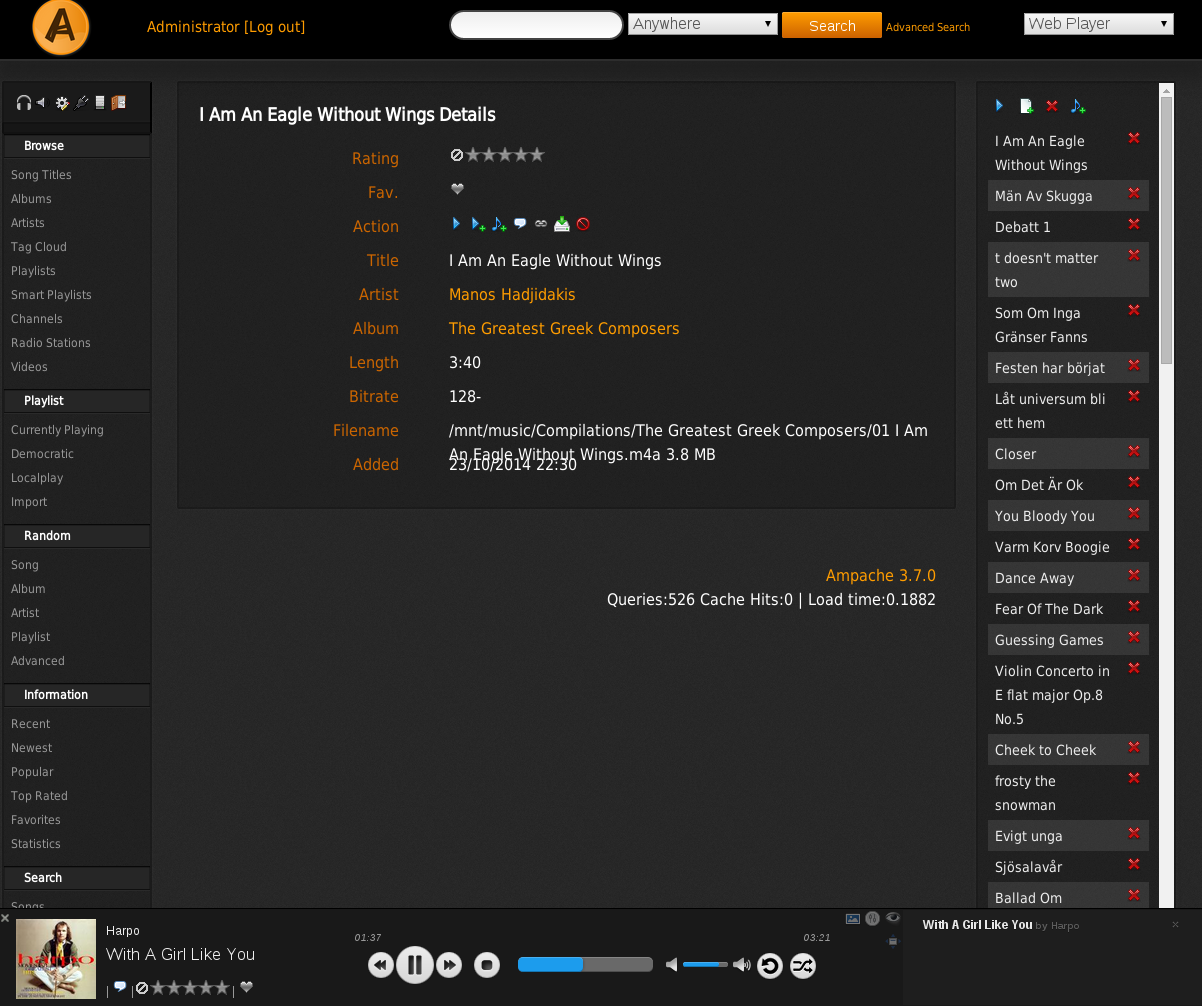 Administrator [Log out]
Anywhere
Search
Advanced Search
Web Player
Browse
Song Titles
Albums
Artists
Tag Cloud
Playlists
Smart Playlists
Channels
Radio Stations
Videos
Playlist
Currently Playing
Democratic
Localplay
Import
Random
Song
Album
Artist
Playlist
Advanced
Information
Recent
Newest
Popular
Top Rated
Favorites
Statistics
Search
Songs
I Am An Eagle Without Wings Details
Rating
Fav.
Action
Title I Am An Eagle Without Wings
Artist Manos Hadjidakis
Album The Greatest Greek Composers
Length 3:40
Bitrate 128-
Filename /mnt/music/Compilations/The Greatest Greek Composers/01 I Am
An Eagle Without Wings.m4a 3.8 MB
Added 23/10/2014 22:30
Ampache 3.7.0
Queries:526 Cache Hits:0 | Load time:0.1882
I Am An Eagle
Without Wings
Män Av Skugga
Debatt 1
t doesn't matter
two
Som Om Inga
Gränser Fanns
Festen har börjat
Låt universum bli
ett hem
Closer
Om Det Är Ok
You Bloody You
Varm Korv Boogie
Dance Away
Fear Of The Dark
Guessing Games
Violin Concerto in
E flat major Op.8
No.5
Cheek to Cheek
frosty the
snowman
Evigt unga
Sjösalavår
Ballad Om
harpo
Harpo
With A Girl Like You
01:37
03:21
With A Girl Like You by Harpo